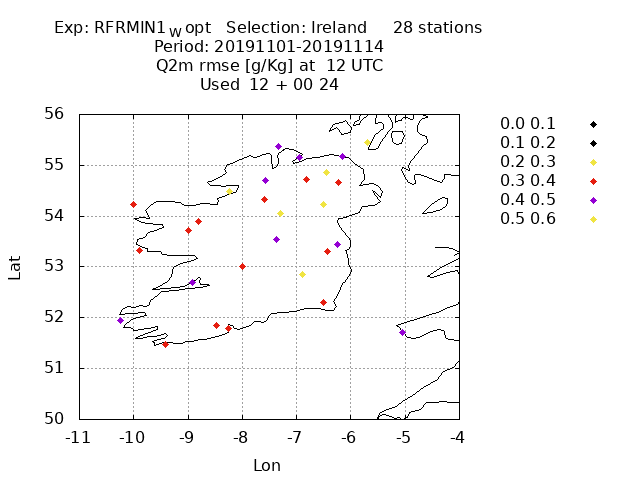 Exp: RFRMIN1 w opt Selection: Ireland 28 stations
Period: 20191101-20191114
Q2m rmse [g/Kg] at 12 UTC
Used 12 + 00 24
56
55
54
53
52
51
50
-11 -10 -9 -8 -7 -6 -5 -4
Lat
Lon
0.0 0.1
0.1 0.2
0.2 0.3
0.3 0.4
0.4 0.5
0.5 0.6